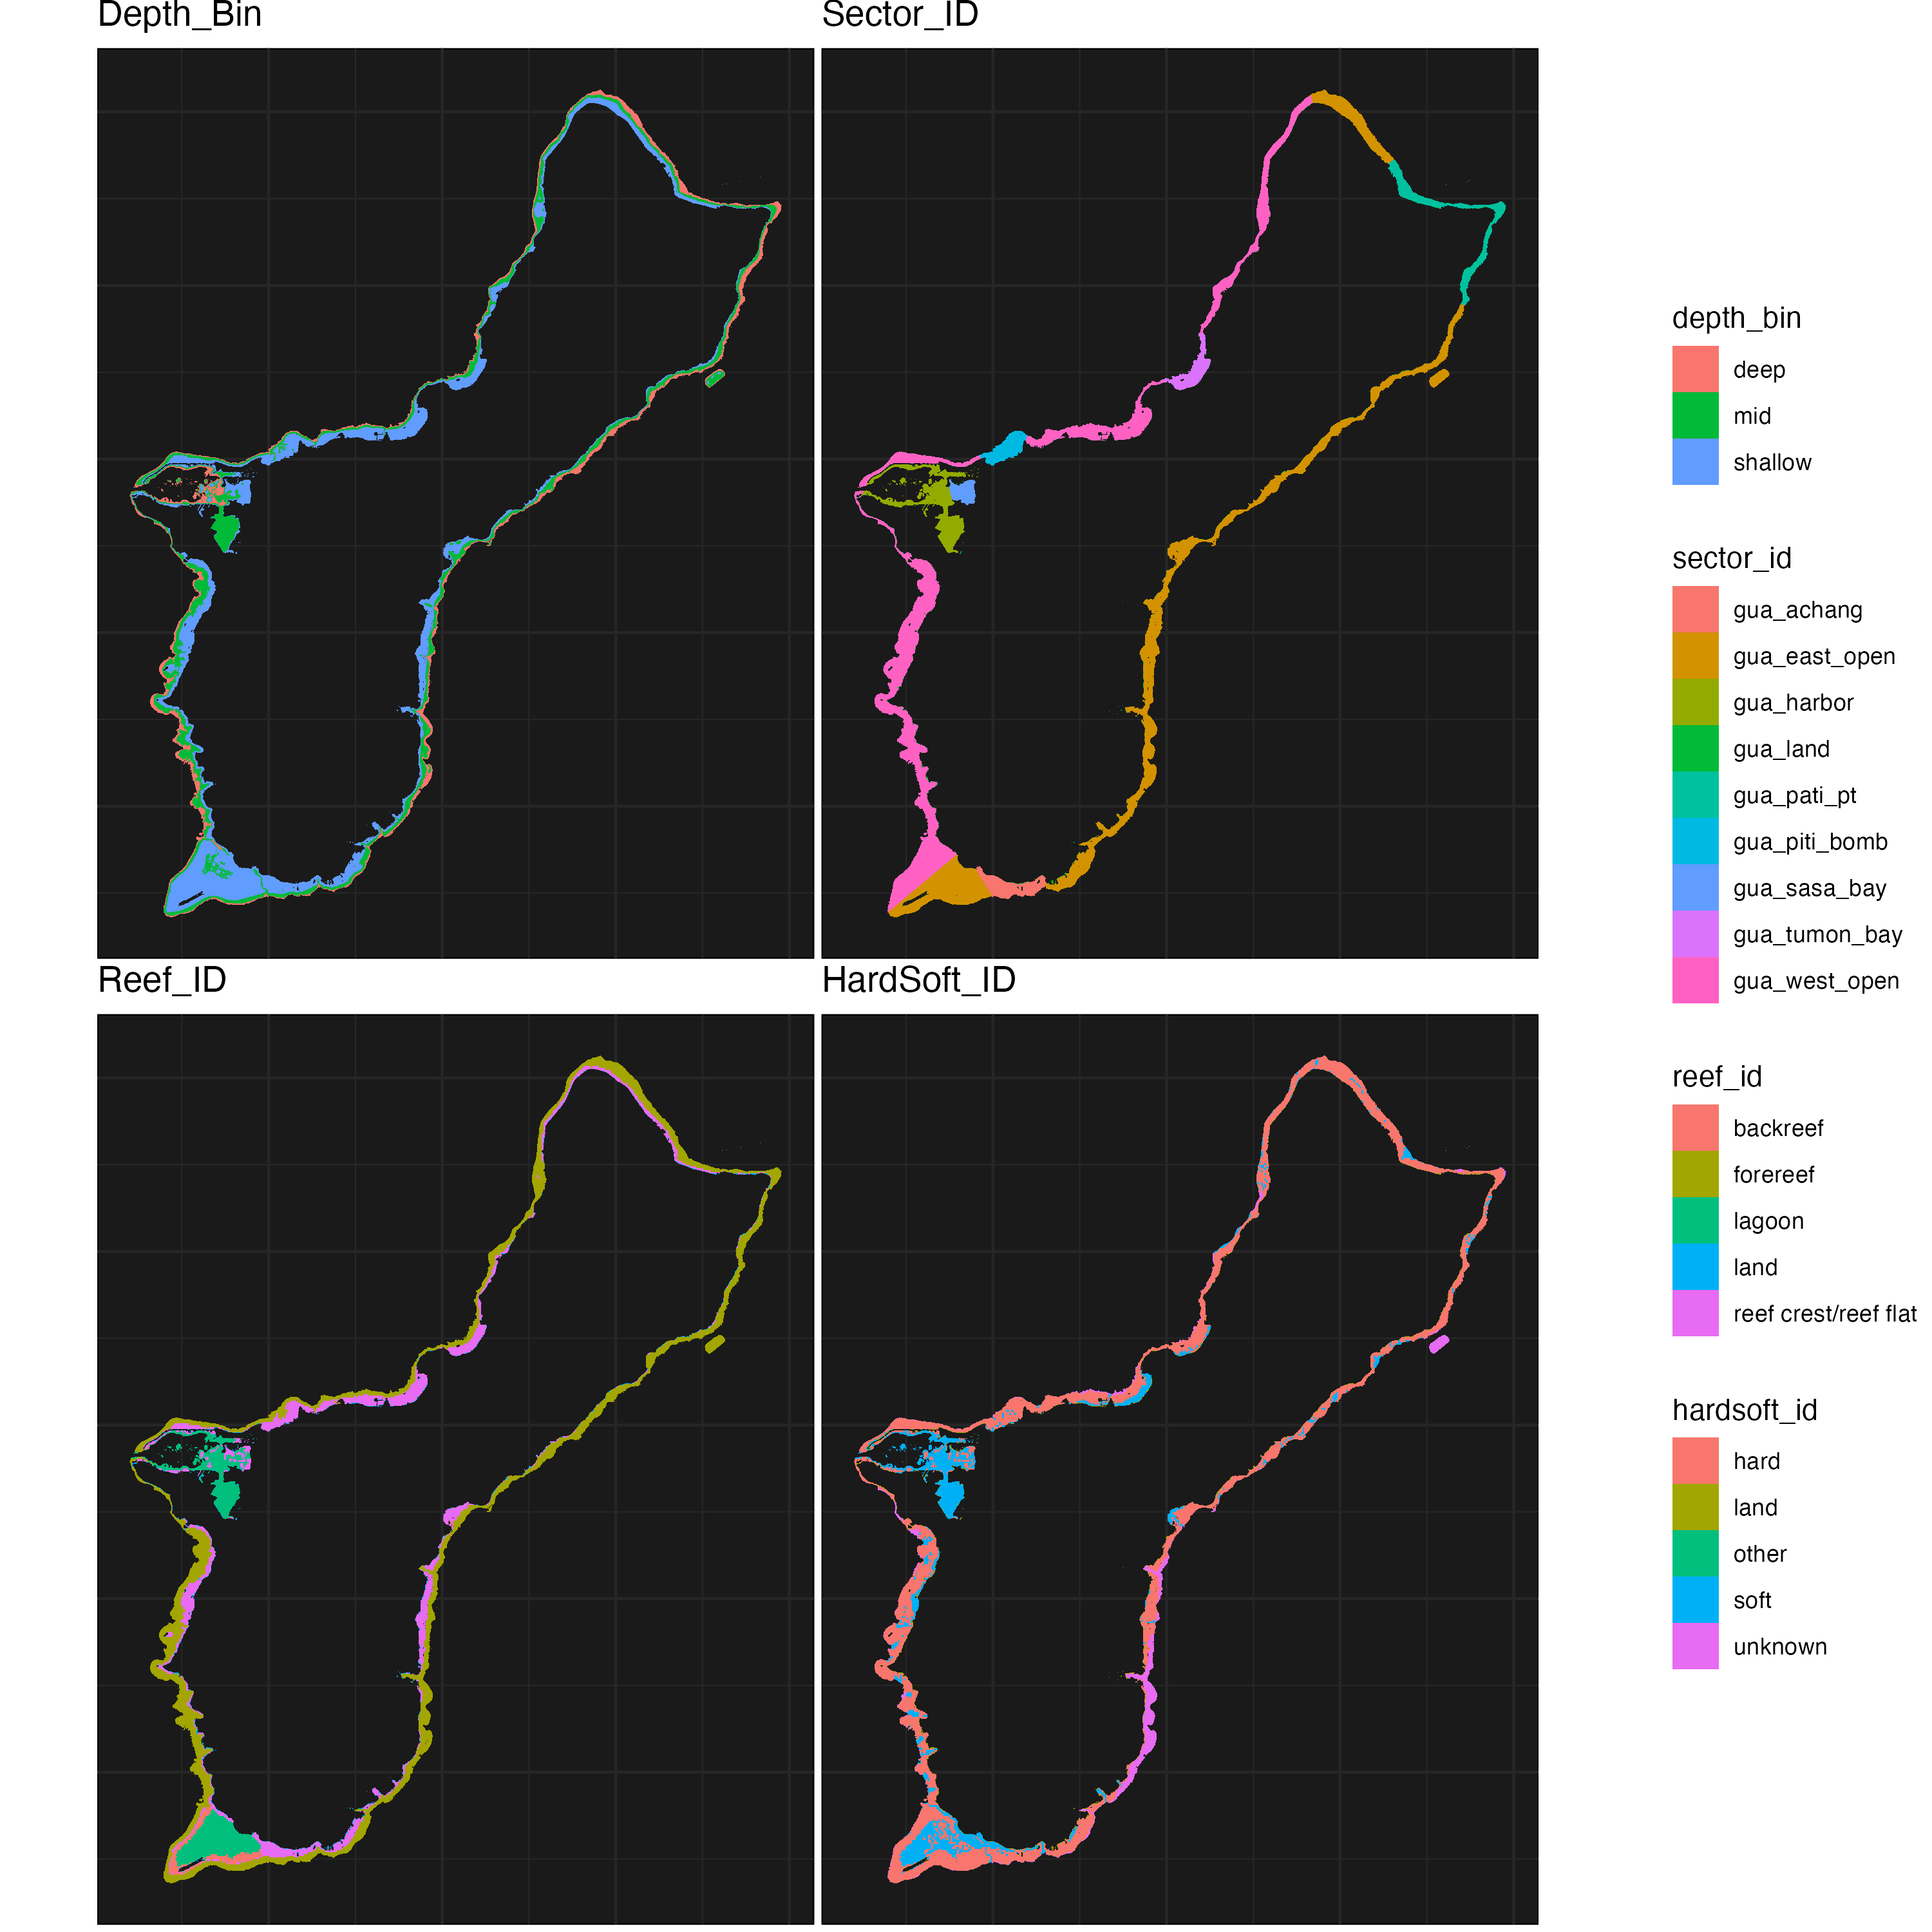 Depth_Bin
Sector_ID
Reef_ID
HardSoft_ID
depth_bin
deep
mid
shallow
sector_id
gua_achang
gua_east_open
gua_harbor
gua_land
gua_pati_pt
gua_piti_bomb
gua_sasa_bay
gua_tumon_bay
gua_west_open
reef_id
backreef
forereef
lagoon
land
reef crest/reef flat
hardsoft_id
hard
land
other
soft
unknown